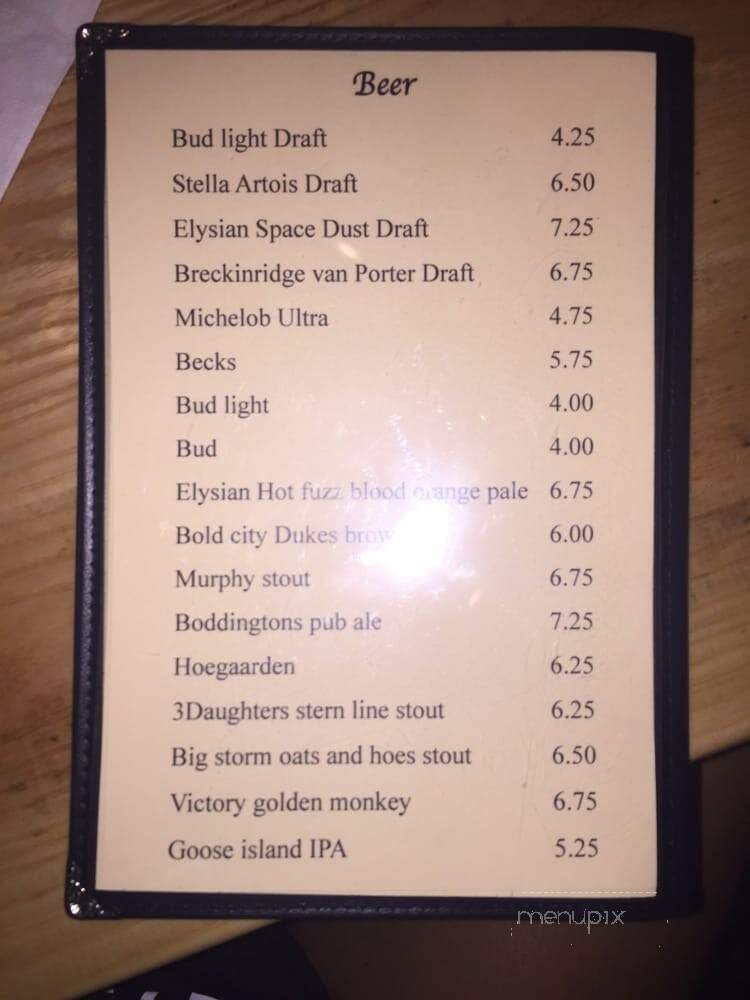 Beer
Bud light Draft 4.25
Stella Artois Draft 6.50
Elysian Space Dust Draft 7.25
Breckinridge van Porter Draft 6.75
Michelob Ultra 4.75
Becks 5.75
Bud light 4.00
Bud 4.00
Elysian Hot fuzz blood orange pale 6.75
Bold city Dukes 6.00
Murphy stout 6.75
Boddingtons pub ale 7.25
Hoegaarden 6.25
3Daughters stern line stout 6.25
Big storm oats and hoes stout 6.50
Victory golden monkey 6.75
Goose island IPA 5.25
menupix